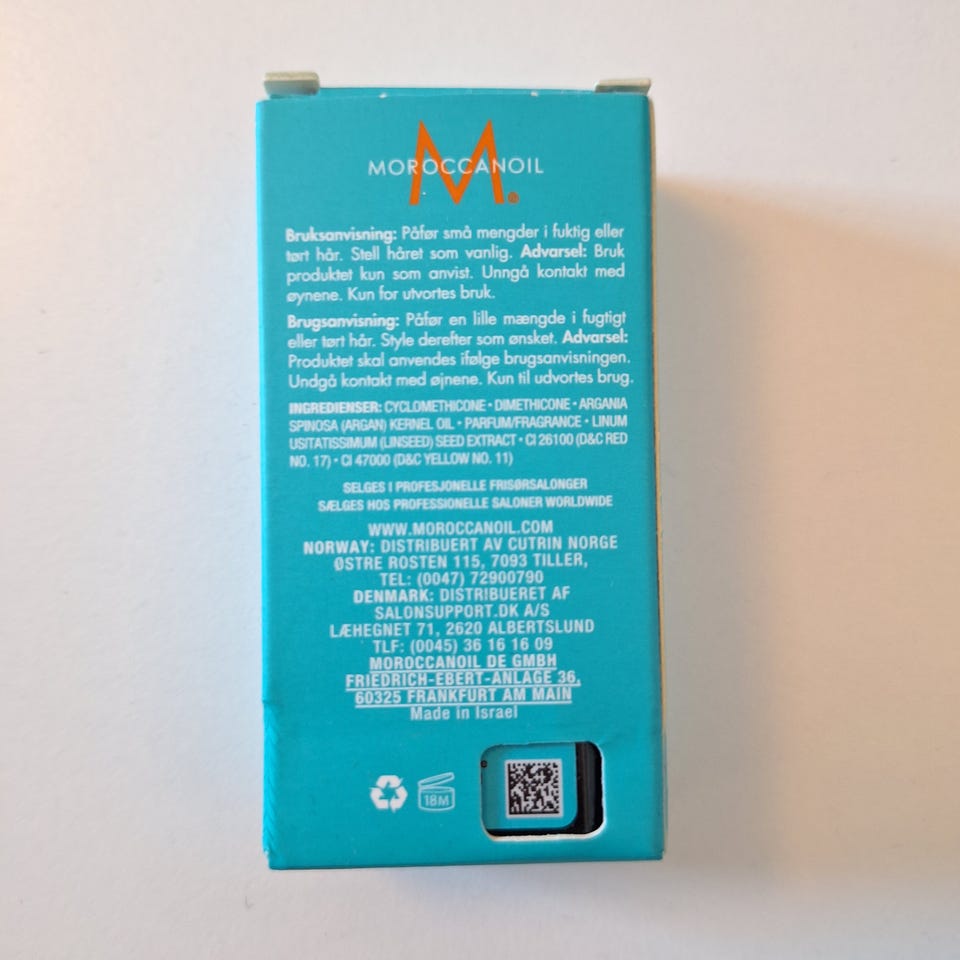 MOROCCANOIL
M®
Bruksanvisning: Påfør små mengder i fuktig eller
tørt hår. Stell håret som vanlig. Advarsel: Bruk
produktet kun som anvist. Unngå kontakt med
øynene. Kun for utvortes bruk.
Brugsanvisning: Påfør en lille mængde i fugtigt
eller tørt hår. Style derefter som ønsket. Advarsel:
Produktet skal anvendes ifølge brugsanvisningen.
Undgå kontakt med øjnene. Kun til udvortes brug.
INGREDIENSER: CYCLOMETHICONE • DIMETHICONE • ARGANIA
SPINOSA (ARGAN) KERNEL OIL • PARFUM/FRAGRANCE • LINUM
USITATISSIMUM (LINSEED) SEED EXTRACT • CI 26100 (D&C RED
NO. 17) • CI 47000 (D&C YELLOW NO. 11)
SELGES I PROFESJONELLE FRISØRSALONGER
SÆLGES HOS PROFESSIONELLE SALONER WORLDWIDE
WWW.MOROCCANOIL.COM
NORWAY: DISTRIBUERT AV CUTRIN NORGE
ØSTRE ROSTEN 115, 7093 TILLER,
TEL: (0047) 72900790
DENMARK: DISTRIBUERET AF
SALONSUPPORT.DK A/S
LÆHEGNET 71, 2620 ALBERTSLUND
TLF: (0045) 36 16 16 09
MOROCCANOIL DE GMBH
FRIEDRICH-EBERT-ANLAGE 36,
60325 FRANKFURT AM MAIN
Made in Israel
18M